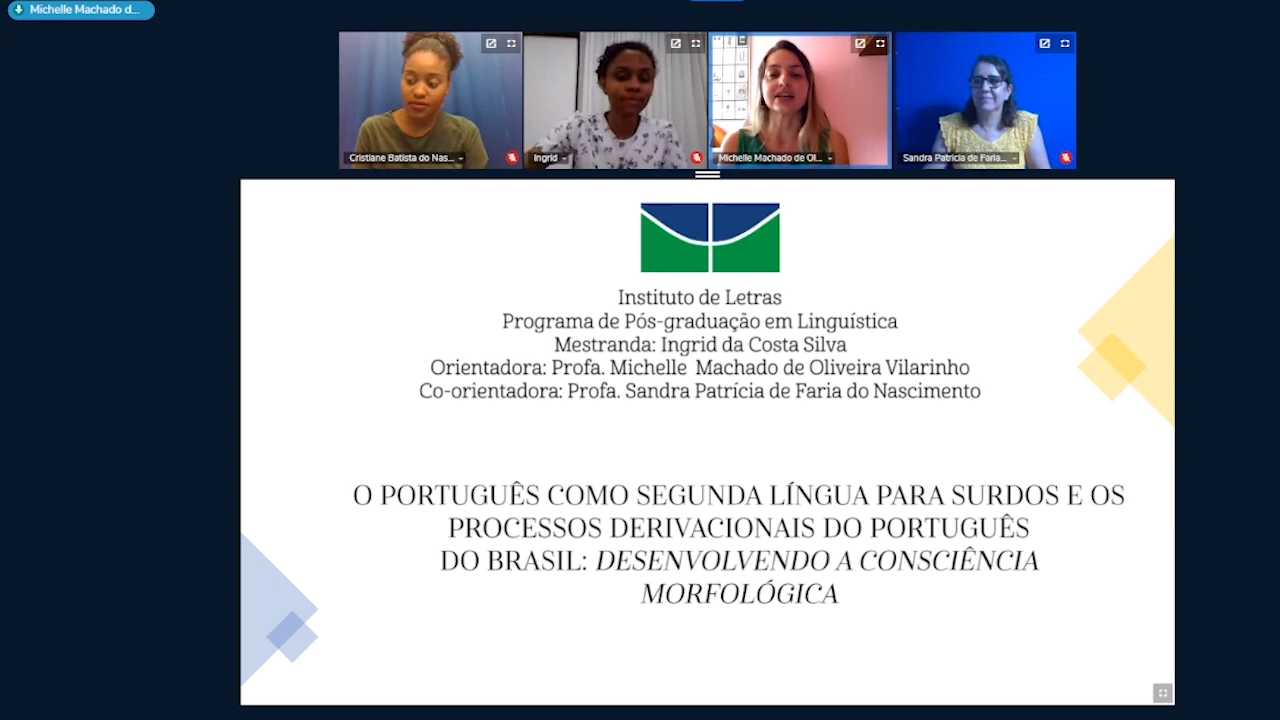 Michelle Machado d...
Cristiane Batista do Nas...
Ingrid
Michelle Machado de Ol...
Sandra Patrícia de Faria...
Instituto de Letras
Programa de Pós-graduação em Linguística
Mestranda: Ingrid da Costa Silva
Orientadora: Profa. Michelle Machado de Oliveira Vilarinho
Co-orientadora: Profa. Sandra Patrícia de Faria do Nascimento
O PORTUGUÊS COMO SEGUNDA LÍNGUA PARA SURDOS E OS
PROCESSOS DERIVACIONAIS DO PORTUGUÊS
DO BRASIL: DESENVOLVENDO A CONSCIÊNCIA
MORFOLÓGICA